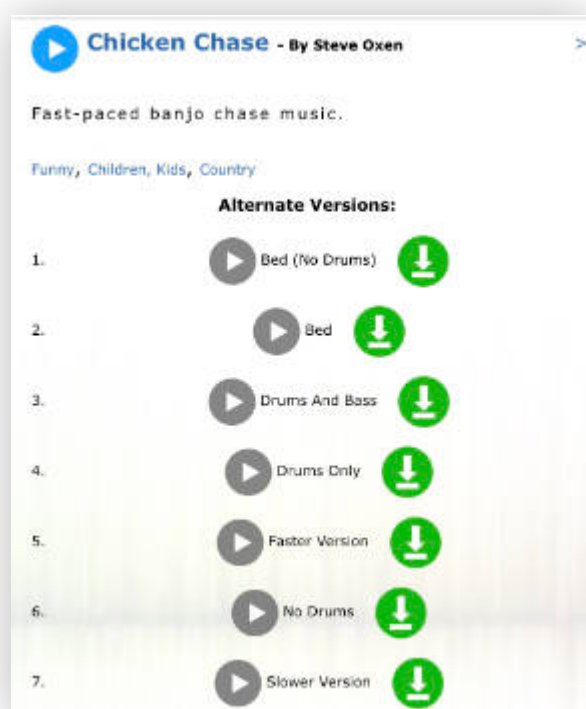 Chicken Chase - By Steve Oxen >
Fast-paced banjo chase music.
Funny, Children, Kids, Country
Alternate Versions:
1. Bed (No Drums)
2. Bed
3. Drums And Bass
4. Drums Only
5. Faster Version
6. No Drums
7. Slower Version